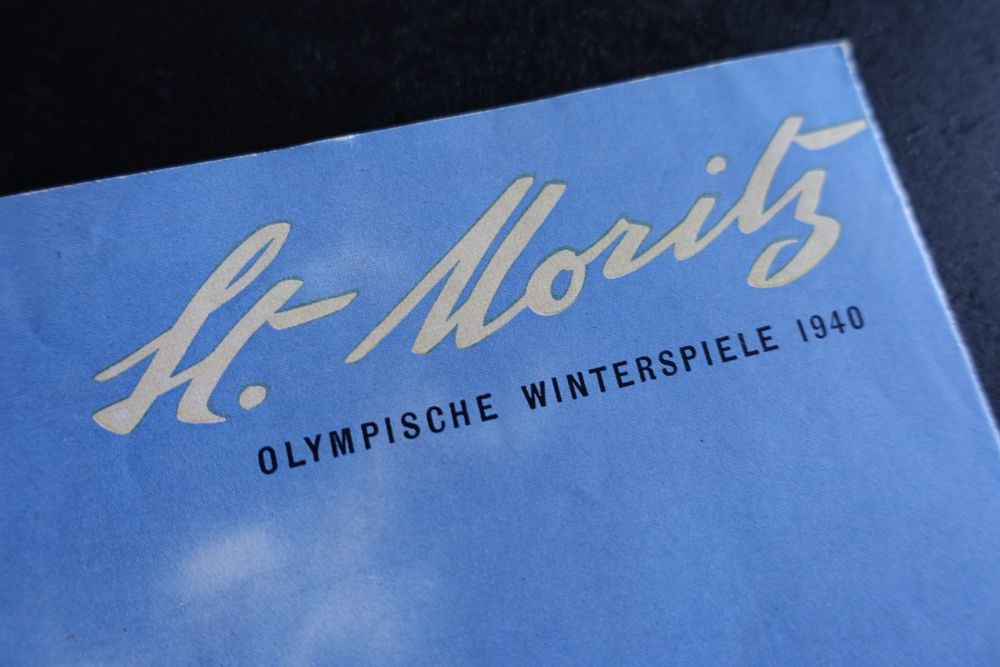 St. Moritz
OLYMPISCHE WINTERSPIELE 1940